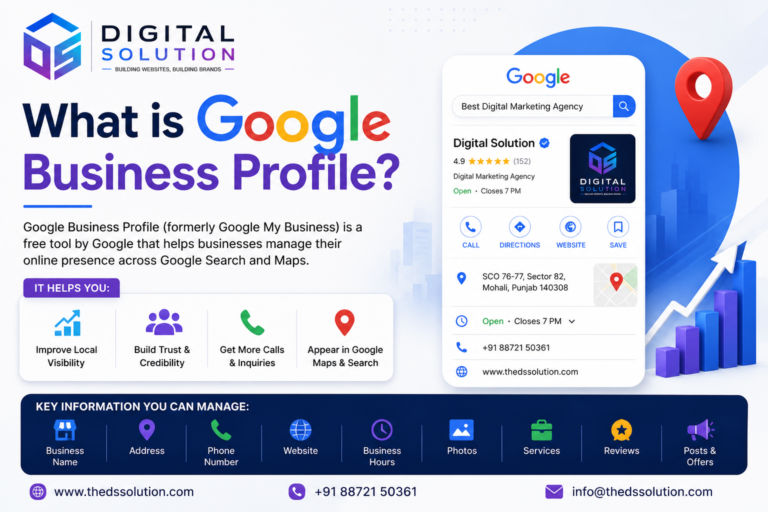 DIGITAL
SOLUTION
BUILDING WEBSITES, BUILDING BRANDS
What is Google
Business Profile?
Google Business Profile (formerly Google My Business) is a
free tool by Google that helps businesses manage their
online presence across Google Search and Maps.
IT HELPS YOU:
Improve Local
Visibility
Build Trust &
Credibility
Get More Calls
& Inquiries
Appear in Google
Maps & Search
Google
Best Digital Marketing Agency
Digital Solution
4.9 ★★★★★ (152)
Digital Marketing Agency
Open • Closes 7 PM
DIGITAL
SOLUTION
CALL
DIRECTIONS
WEBSITE
SAVE
SCO 76-77, Sector 82,
Mohali, Punjab 140308
Open • Closes 7 PM
+91 88721 50361
www.thedssolution.com
KEY INFORMATION YOU CAN MANAGE:
Business
Name
Address
Phone
Number
Website
Business
Hours
Photos
Services
Reviews
Posts &
Offers
www.thedssolution.com
+91 88721 50361
info@thedssolution.com